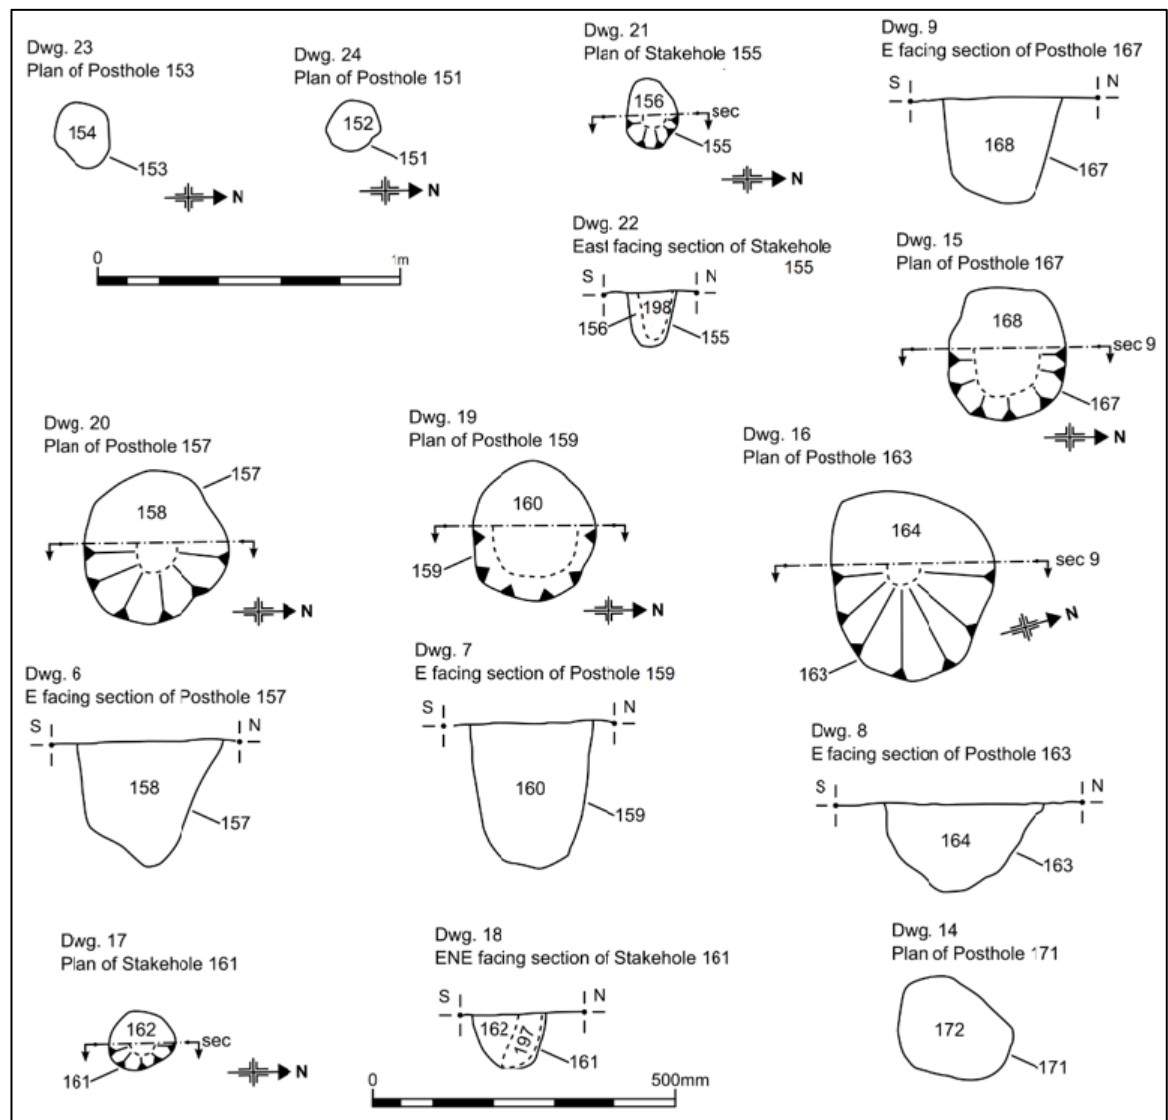 Dwg. 23
Plan of Posthole 153
154
153
N
Dwg. 24
Plan of Posthole 151
152
151
N
0 1m
Dwg. 21
Plan of Stakehole 155
156
sec
155
N
Dwg. 22
East facing section of Stakehole
155
S N
198
156
155
Dwg. 9
E facing section of Posthole 167
S N
168
167
Dwg. 15
Plan of Posthole 167
168
sec 9
167
N
Dwg. 20
Plan of Posthole 157
157
158
N
Dwg. 19
Plan of Posthole 159
160
159
N
Dwg. 16
Plan of Posthole 163
164
sec 9
163
N
Dwg. 6
E facing section of Posthole 157
S N
158
157
Dwg. 7
E facing section of Posthole 159
S N
160
159
Dwg. 8
E facing section of Posthole 163
S N
164
163
Dwg. 17
Plan of Stakehole 161
162
sec
161
N
Dwg. 18
ENE facing section of Stakehole 161
S N
162
197
161
0 500mm
Dwg. 14
Plan of Posthole 171
172
171